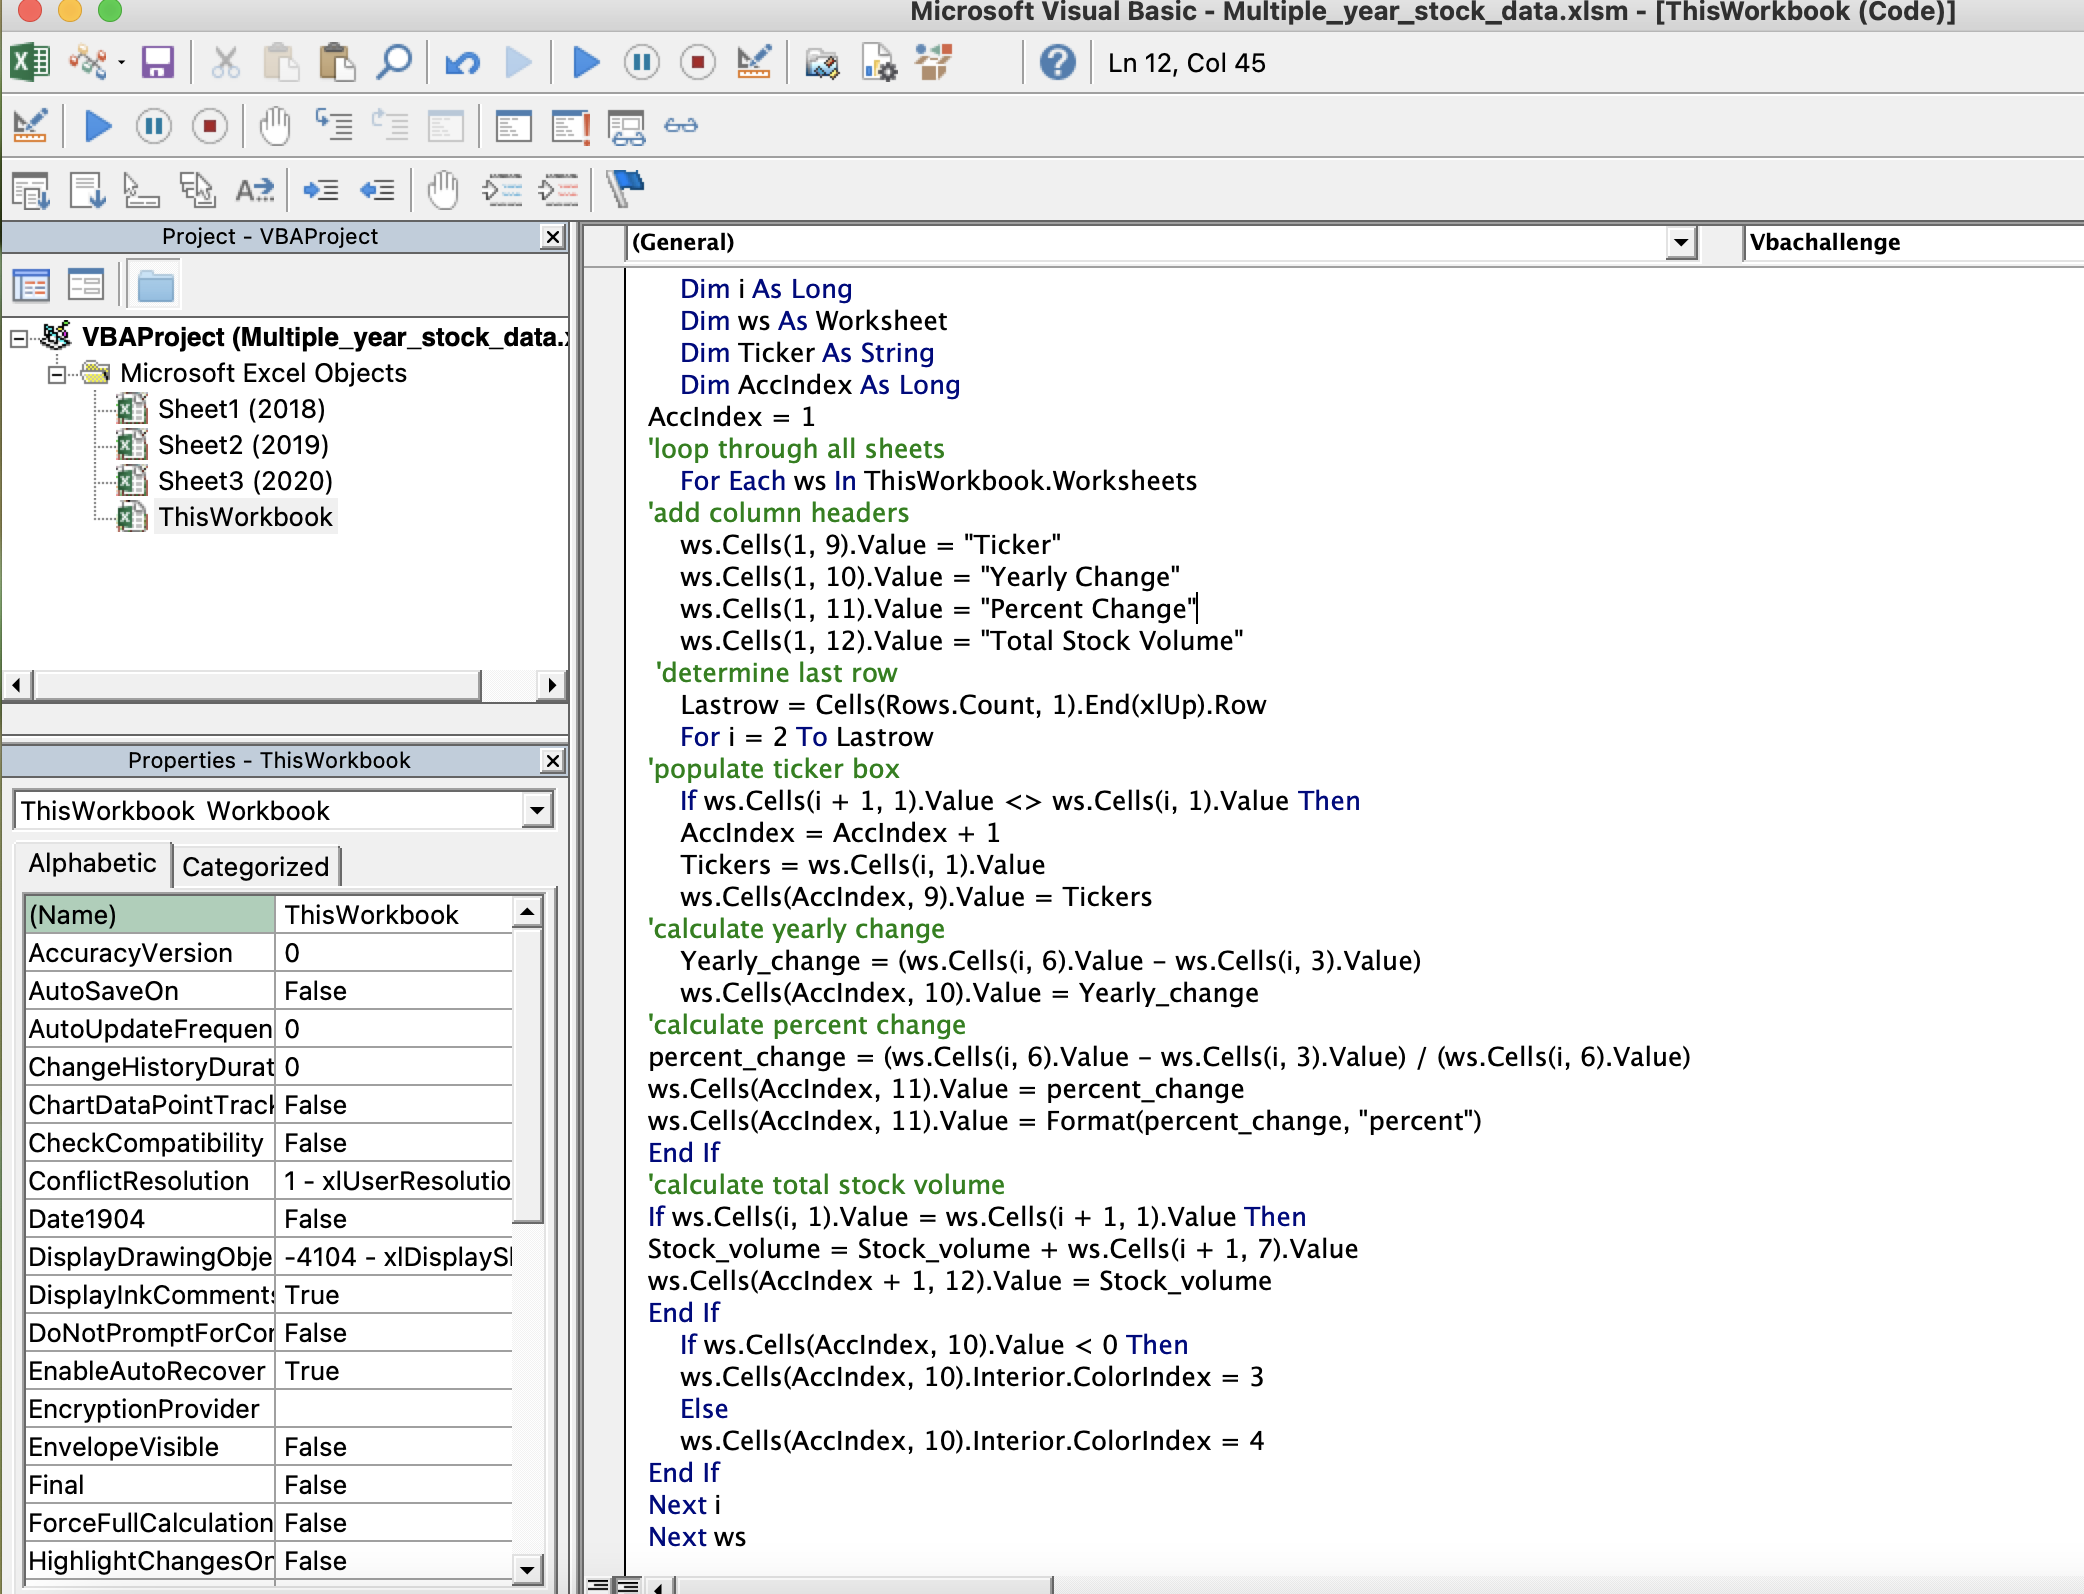 Microsoft Visual Basic - Multiple_year_stock_data.xlsm - [ThisWorkbook (Code)]
Ln 12, Col 45
Project - VBAProject
VBAProject (Multiple_year_stock_data.x
Microsoft Excel Objects
Sheet1 (2018)
Sheet2 (2019)
Sheet3 (2020)
ThisWorkbook
Properties - ThisWorkbook
ThisWorkbook Workbook
Alphabetic
Categorized
(Name) ThisWorkbook
AccuracyVersion 0
AutoSaveOn False
AutoUpdateFrequen 0
ChangeHistoryDurat 0
ChartDataPointTrack False
CheckCompatibility False
ConflictResolution 1 - xlUserResolutio
Date1904 False
DisplayDrawingObje -4104 - xlDisplaySl
DisplayInkComments True
DoNotPromptForCor False
EnableAutoRecover True
EncryptionProvider
EnvelopeVisible False
Final False
ForceFullCalculation False
HighlightChangesOn False
(General)
Vbachallenge
Dim i As Long
Dim ws As Worksheet
Dim Ticker As String
Dim AccIndex As Long
AccIndex = 1
'loop through all sheets
For Each ws In ThisWorkbook.Worksheets
'add column headers
ws.Cells(1, 9).Value = "Ticker"
ws.Cells(1, 10).Value = "Yearly Change"
ws.Cells(1, 11).Value = "Percent Change"
ws.Cells(1, 12).Value = "Total Stock Volume"
'determine last row
Lastrow = Cells(Rows.Count, 1).End(xlUp).Row
For i = 2 To Lastrow
'populate ticker box
If ws.Cells(i + 1, 1).Value <> ws.Cells(i, 1).Value Then
AccIndex = AccIndex + 1
Tickers = ws.Cells(i, 1).Value
ws.Cells(AccIndex, 9).Value = Tickers
'calculate yearly change
Yearly_change = (ws.Cells(i, 6).Value - ws.Cells(i, 3).Value)
ws.Cells(AccIndex, 10).Value = Yearly_change
'calculate percent change
percent_change = (ws.Cells(i, 6).Value - ws.Cells(i, 3).Value) / (ws.Cells(i, 6).Value)
ws.Cells(AccIndex, 11).Value = percent_change
ws.Cells(AccIndex, 11).Value = Format(percent_change, "percent")
End If
'calculate total stock volume
If ws.Cells(i, 1).Value = ws.Cells(i + 1, 1).Value Then
Stock_volume = Stock_volume + ws.Cells(i + 1, 7).Value
ws.Cells(AccIndex + 1, 12).Value = Stock_volume
End If
If ws.Cells(AccIndex, 10).Value < 0 Then
ws.Cells(AccIndex, 10).Interior.ColorIndex = 3
Else
ws.Cells(AccIndex, 10).Interior.ColorIndex = 4
End If
Next i
Next ws